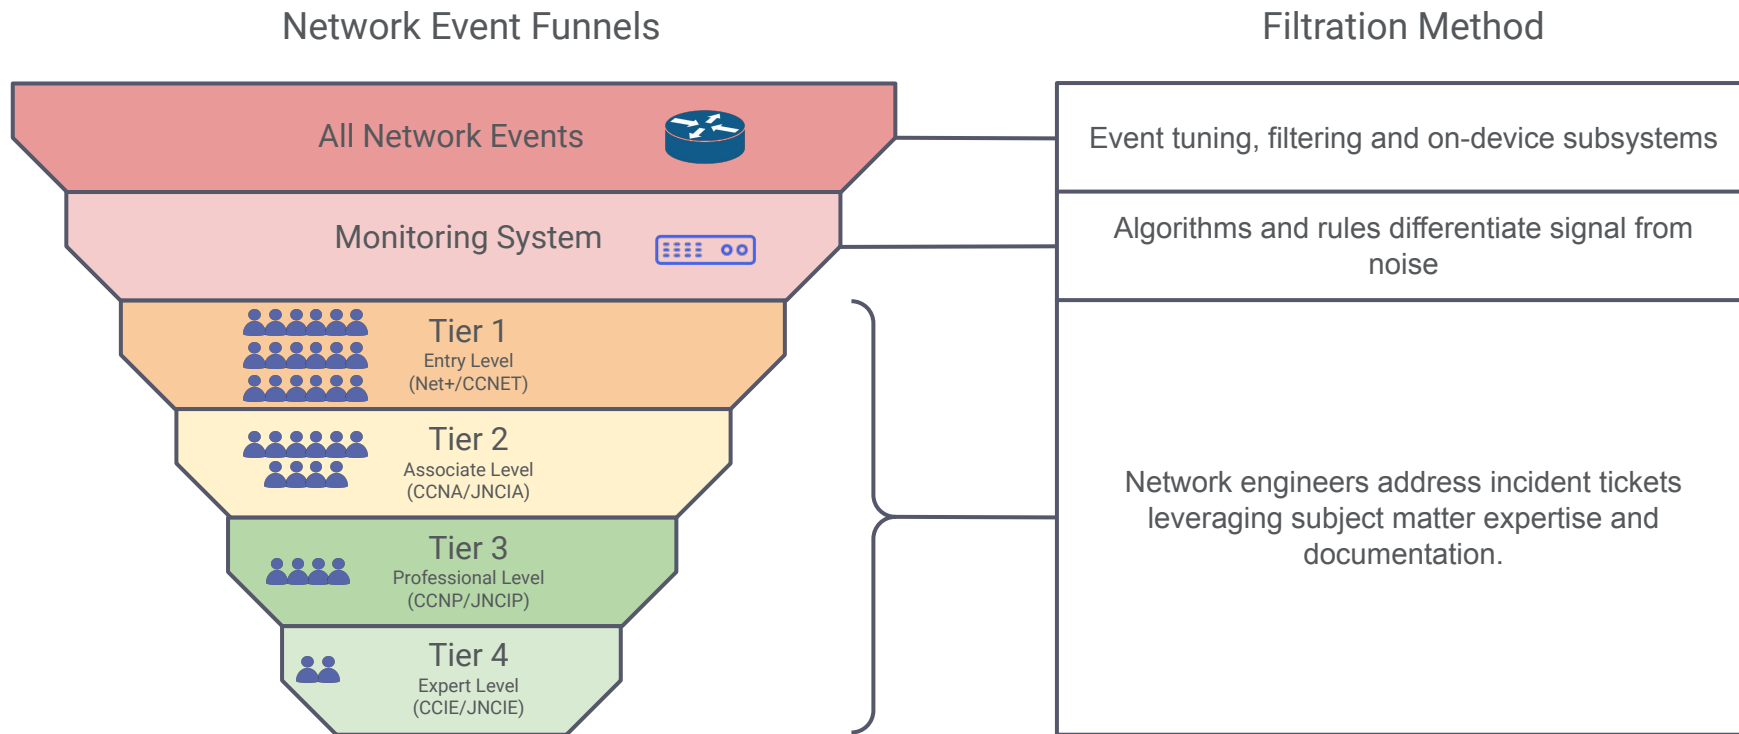 Network Event Funnels
Filtration Method
All Network Events
Event tuning, filtering and on-device subsystems
Monitoring System
Algorithms and rules differentiate signal from
noise
Tier 1
Entry Level
(Net+/CCNET)
Tier 2
Associate Level
(CCNA/JNCIA)
Tier 3
Professional Level
(CCNP/JNCIP)
Tier 4
Expert Level
(CCIE/JNCIE)
Network engineers address incident tickets
leveraging subject matter expertise and
documentation.